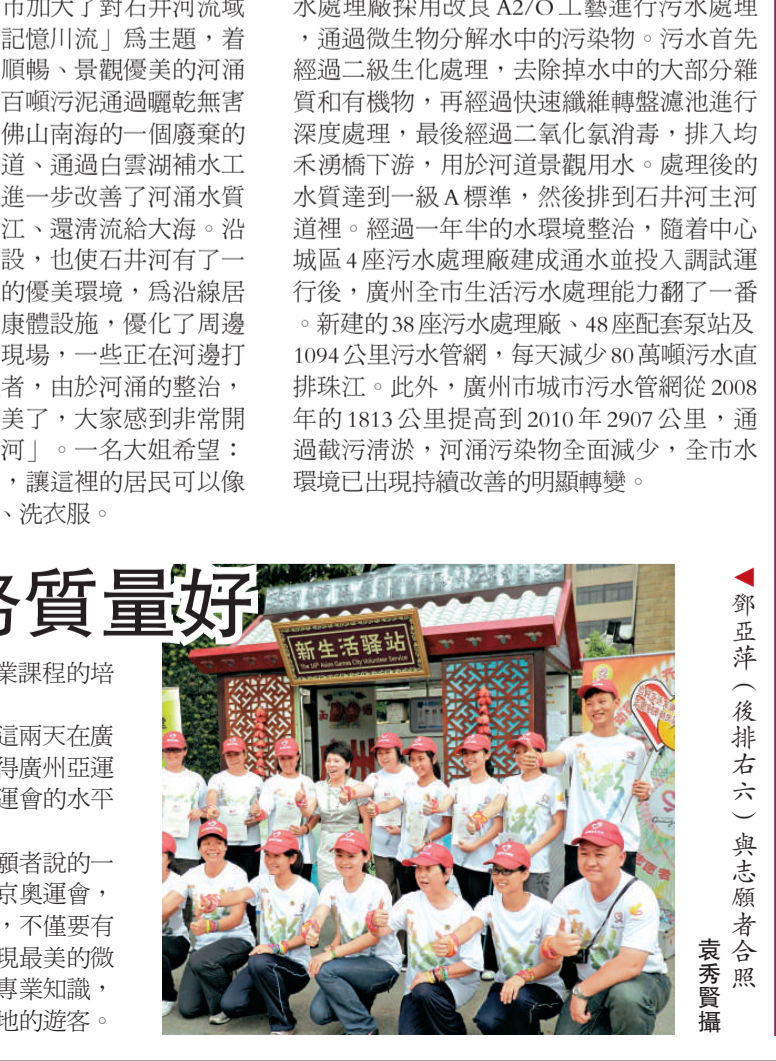 市加大了對石井河流域
記憶川流」爲主題，着
順暢、景觀優美的河涌
百噸污泥通過曬乾無害
佛山南海的一個廢棄的
道、通過白雲湖補水工
進一步改善了河涌水質
江、還清流給大海。沿
設，也使石井河有了一
的優美環境，爲沿線居
康體設施，優化了周邊
現場，一些正在河邊打
者，由於河涌的整治，
美了，大家感到非常開
河」。一名大姐希望：
，讓這裡的居民可以像
、洗衣服。
水處理廠採用改良A2/O工藝進行污水處理
，通過微生物分解水中的污染物。污水首先
經過二級生化處理，去除掉水中的大部分雜
質和有機物，再經過快速纖維轉盤濾池進行
深度處理，最後經過二氧化氯消毒，排入均
禾湧橋下游，用於河道景觀用水。處理後的
水質達到一級A標準，然後排到石井河主河
道裡。經過一年半的水環境整治，隨着中心
城區4座污水處理廠建成通水並投入調試運
行後，廣州全市生活污水處理能力翻了一番
。新建的38座污水處理廠、48座配套泵站及
1094公里污水管網，每天減少80萬噸污水直
排珠江。此外，廣州市城市污水管網從2008
年的1813公里提高到2010年2907公里，通
過截污清淤，河涌污染物全面減少，全市水
環境已出現持續改善的明顯轉變。
務質量好
業課程的培
這兩天在廣
得廣州亞運
運會的水平
願者說的一
京奧運會，
，不僅要有
現最美的微
專業知識，
地的遊客。
新生活驿站
The 16th Asian Games City Volunteer Service
◀鄧亞萍（後排右六）與志願者合照
袁秀賢攝